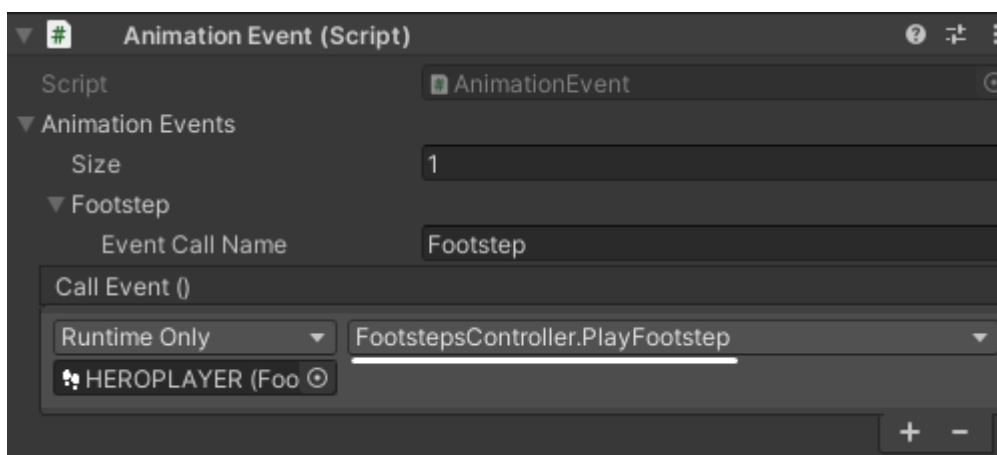 Animation Event (Script)
Script AnimationEvent
Animation Events
Size 1
Footstep
Event Call Name Footstep
Call Event ()
Runtime Only FootstepsController.PlayFootstep
HEROPLAYER (Foo